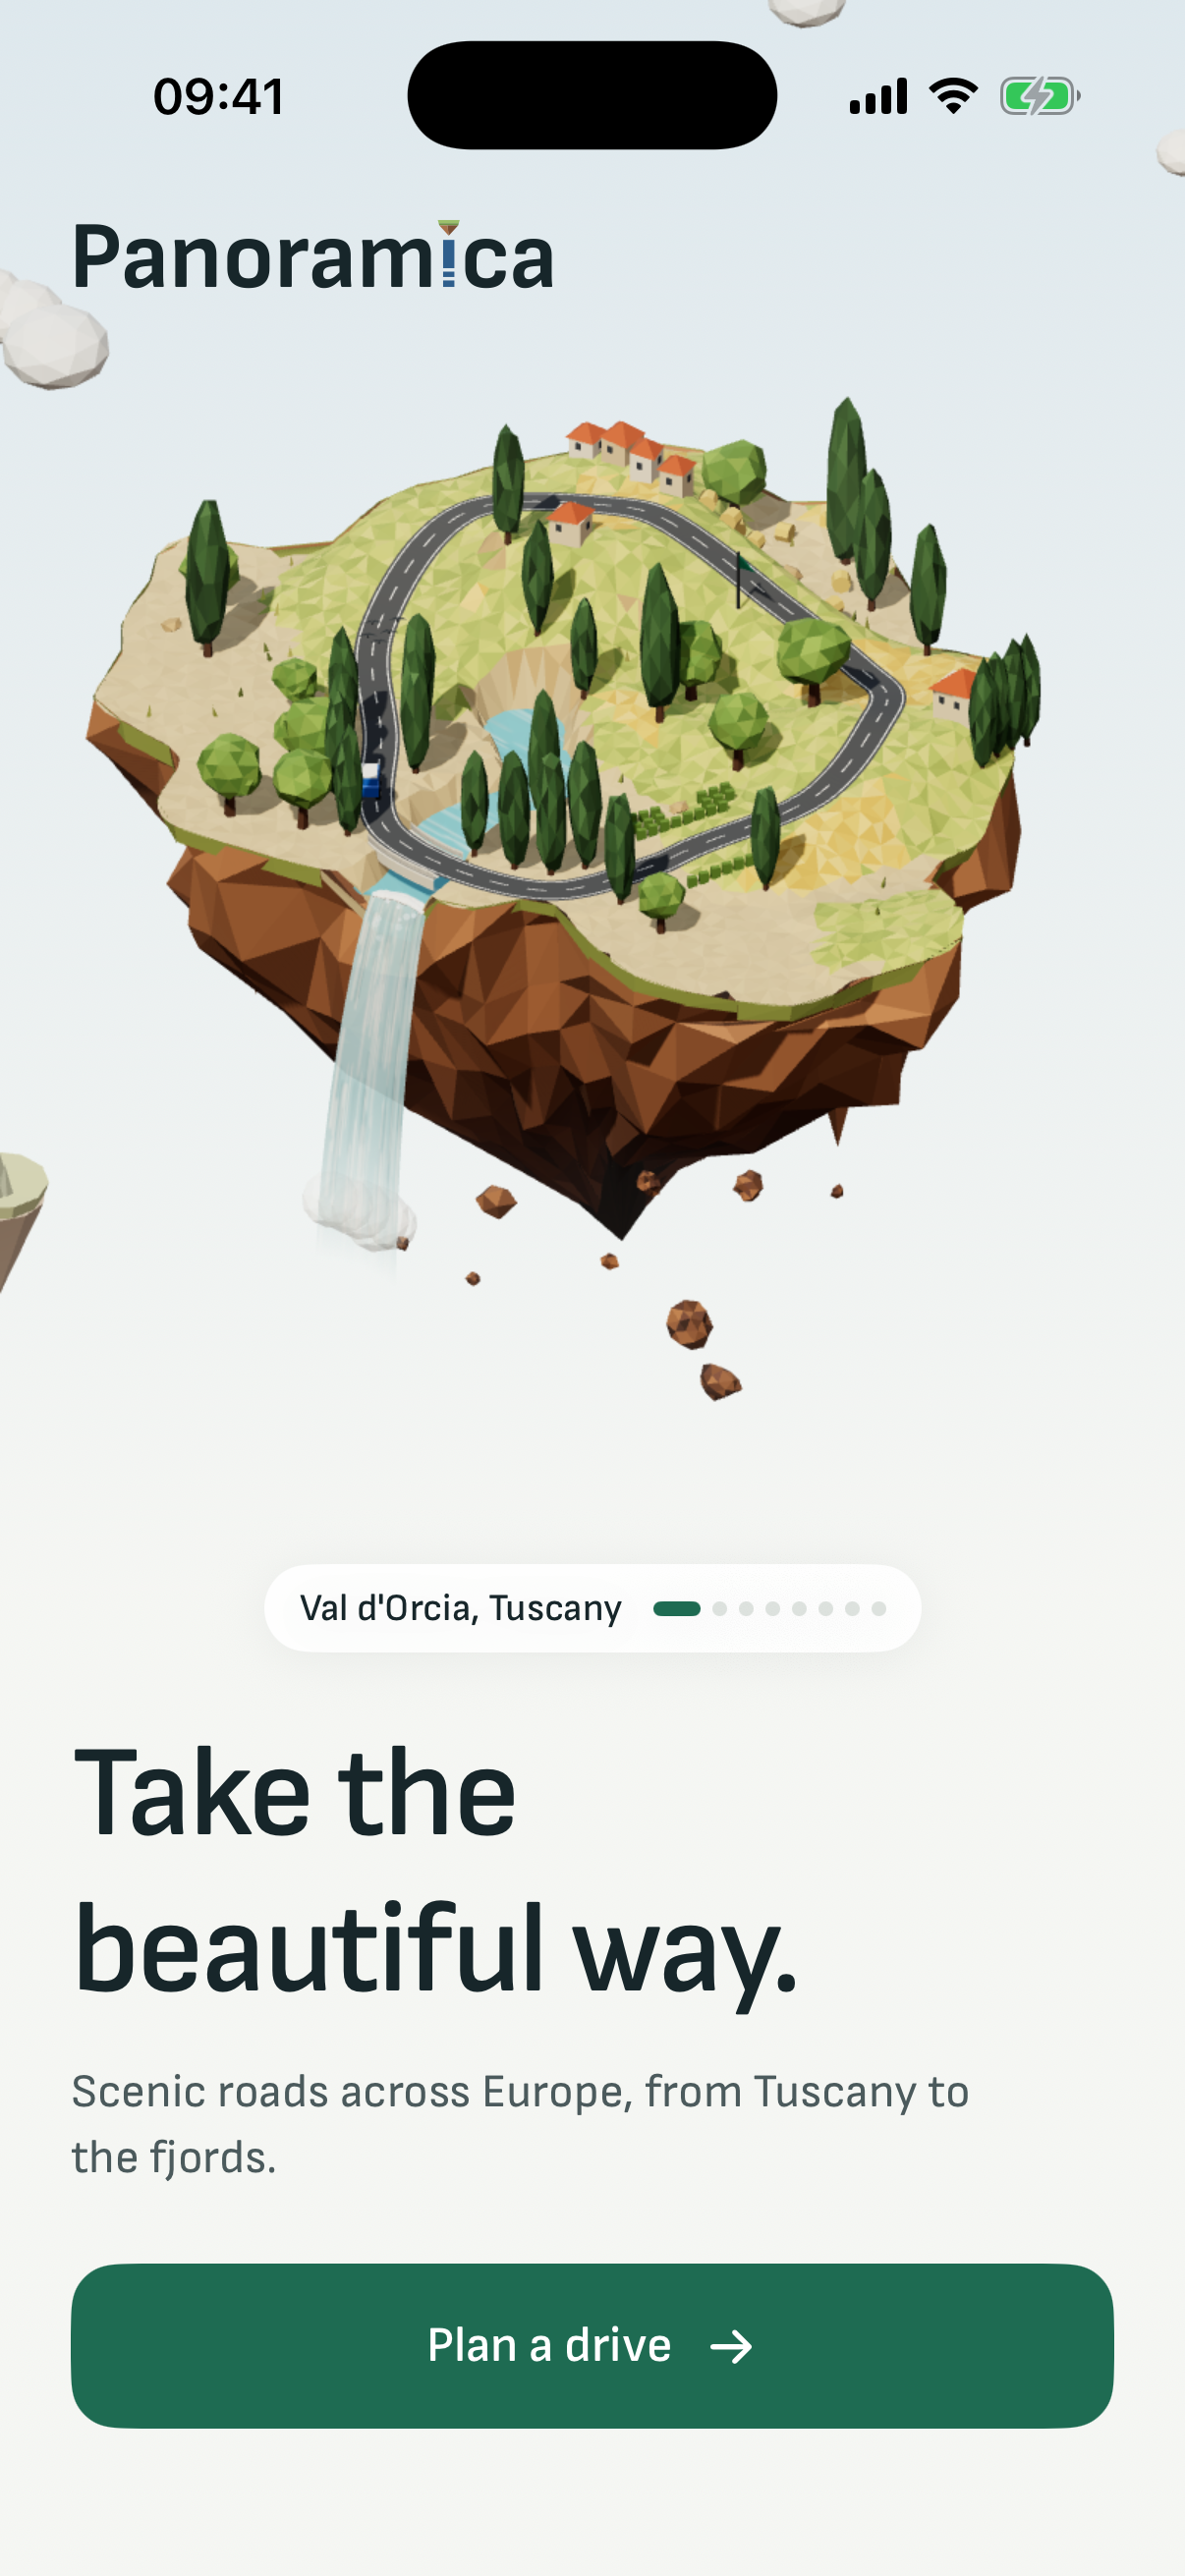 09:41
Panoramica
Val d'Orcia, Tuscany
Take the
beautiful way.
Scenic roads across Europe, from Tuscany to
the fjords.
Plan a drive →